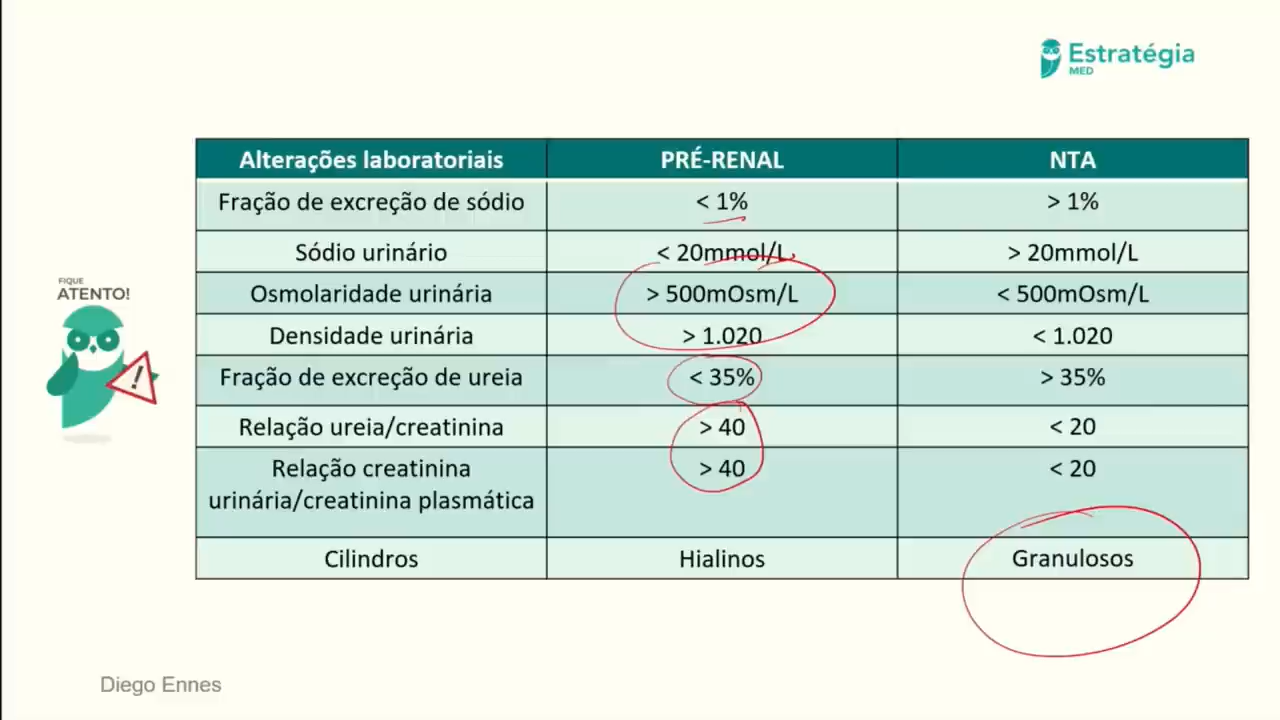 Estratégia
MED
Alterações laboratoriais PRÉ-RENAL NTA
Fração de excreção de sódio < 1% > 1%
Sódio urinário < 20mmol/L > 20mmol/L
Osmolaridade urinária > 500mOsm/L < 500mOsm/L
Densidade urinária > 1.020 < 1.020
Fração de excreção de ureia < 35% > 35%
Relação ureia/creatinina > 40 < 20
Relação creatinina > 40 < 20
urinária/creatinina plasmática
Cilindros Hialinos Granulosos
FIQUE
ATENTO!
!
Diego Ennes